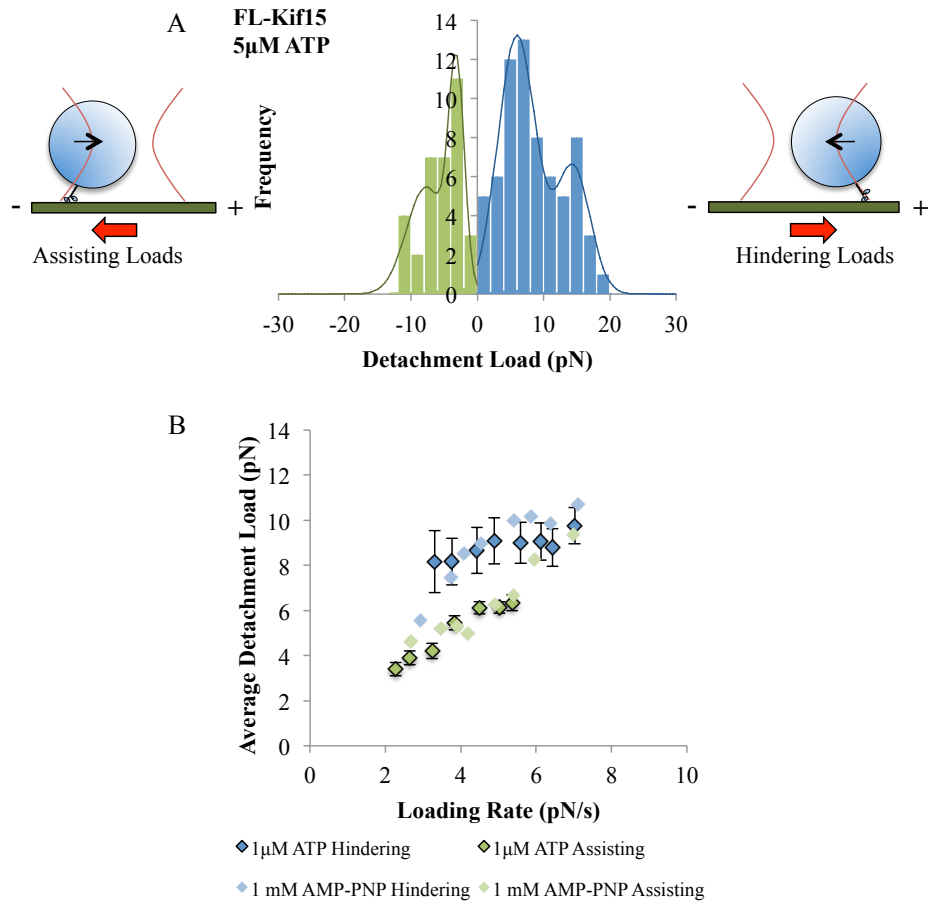 A
FL-Kif15
5µM ATP
Frequency
14
12
10
8
6
4
2
0
-30 -20 -10 0 10 20 30
Detachment Load (pN)
- +
Assisting Loads
- +
Hindering Loads
B
Average Detachment Load (pN)
14
12
10
8
6
4
2
0
0 2 4 6 8 10
Loading Rate (pN/s)
1µM ATP Hindering 1µM ATP Assisting
1 mM AMP-PNP Hindering 1 mM AMP-PNP Assisting